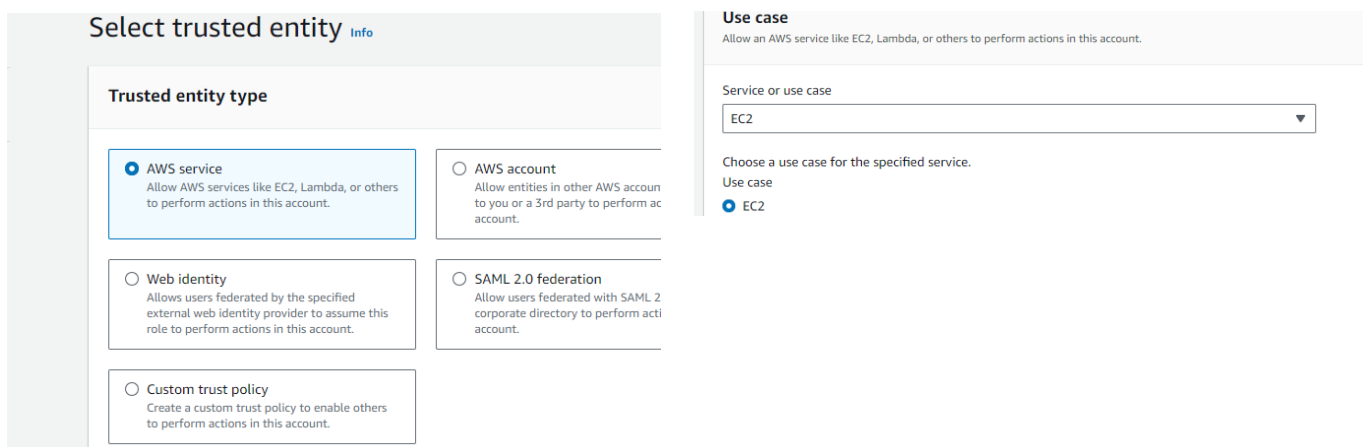 Select trusted entity Info
Trusted entity type
AWS service
Allow AWS services like EC2, Lambda, or others
to perform actions in this account.
AWS account
Allow entities in other AWS accoun
to you or a 3rd party to perform ac
account.
Web identity
Allows users federated by the specified
external web identity provider to assume this
role to perform actions in this account.
SAML 2.0 federation
Allow users federated with SAML 2
corporate directory to perform acti
account.
Custom trust policy
Create a custom trust policy to enable others
to perform actions in this account.
Use case
Allow an AWS service like EC2, Lambda, or others to perform actions in this account.
Service or use case
EC2
Choose a use case for the specified service.
Use case
EC2